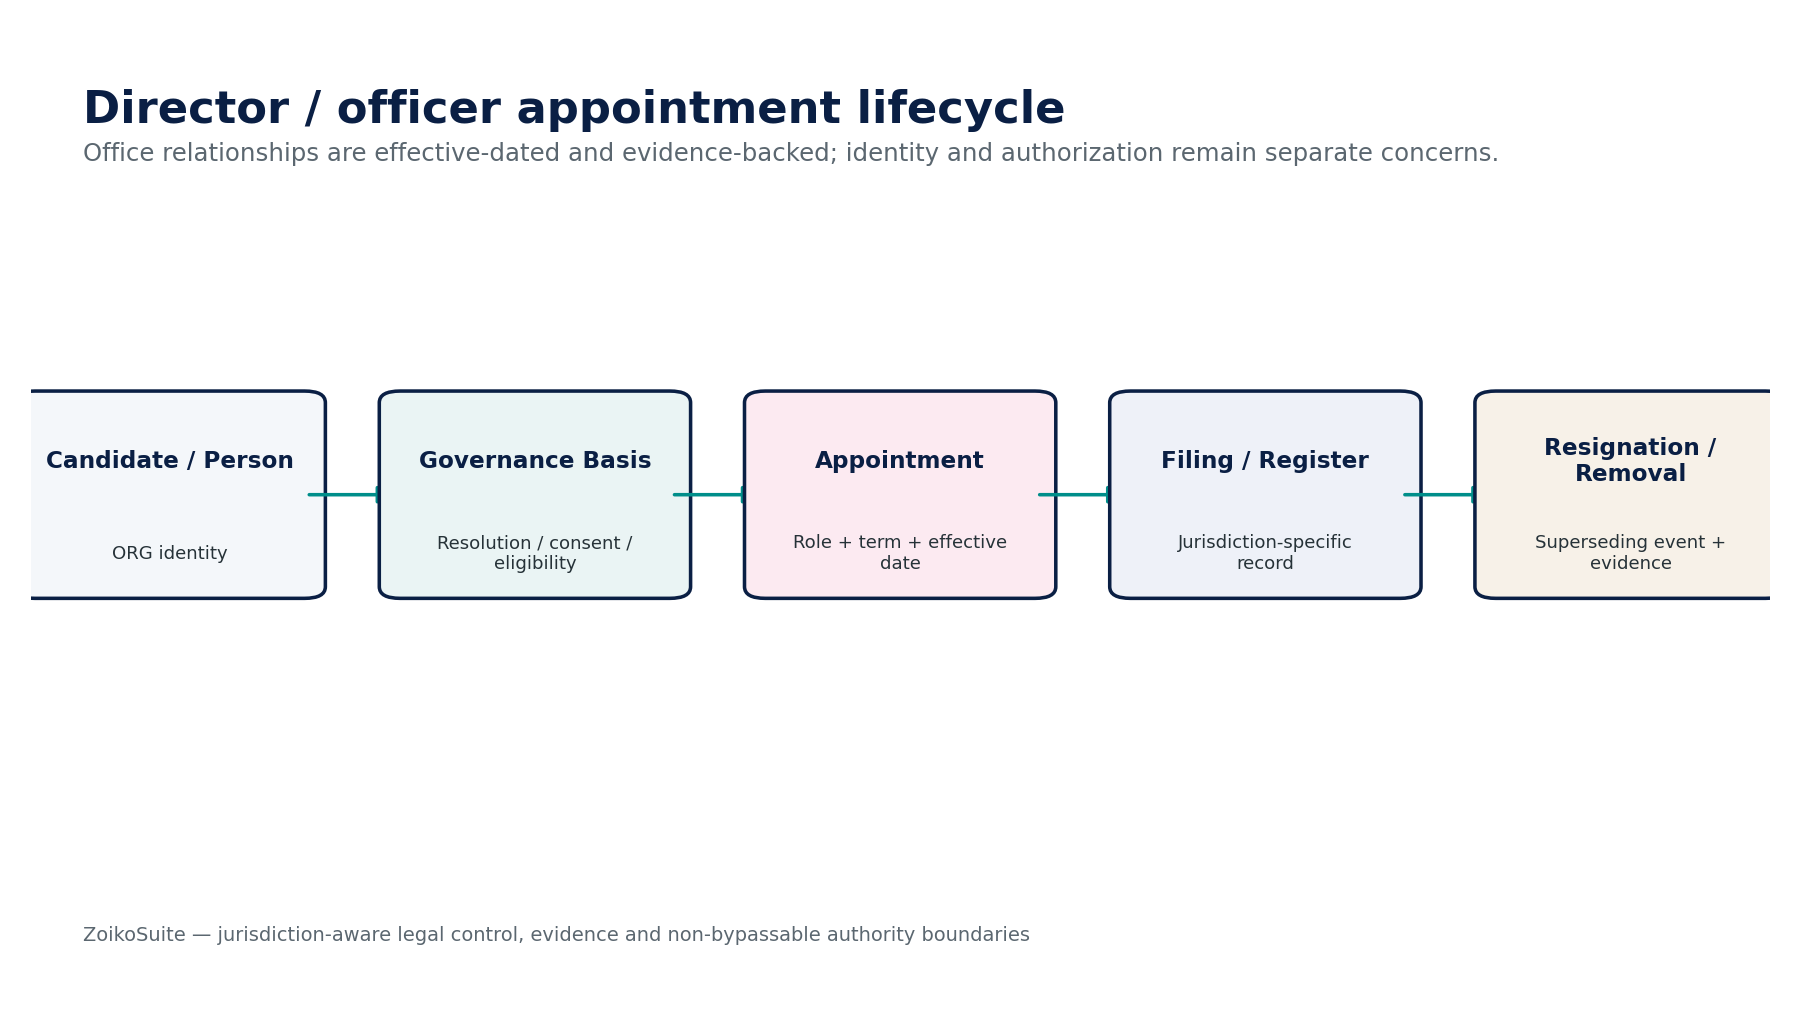 Director / officer appointment lifecycle
Office relationships are effective-dated and evidence-backed; identity and authorization remain separate concerns.
Candidate / Person
ORG identity
Governance Basis
Resolution / consent /
eligibility
Appointment
Role + term + effective
date
Filing / Register
Jurisdiction-specific
record
Resignation /
Removal
Superseding event +
evidence
ZoikoSuite — jurisdiction-aware legal control, evidence and non-bypassable authority boundaries